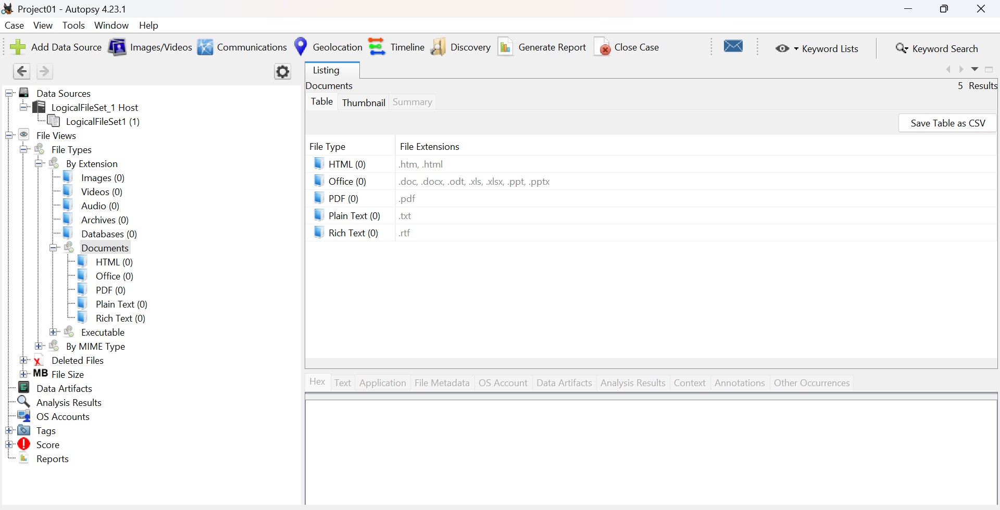 Project01 - Autopsy 4.23.1
Case View Tools Window Help
Add Data Source Images/Videos Communications Geolocation Timeline Discovery Generate Report Close Case Keyword Lists Keyword Search
Listing
Documents 5 Results
Table Thumbnail Summary
Save Table as CSV
File Type File Extensions
HTML (0) .htm, .html
Office (0) .doc, .docx, .odt, .xls, .xlsx, .ppt, .pptx
PDF (0) .pdf
Plain Text (0) .txt
Rich Text (0) .rtf
Data Sources
LogicalFileSet_1 Host
LogicalFileSet1 (1)
File Views
File Types
By Extension
Images (0)
Videos (0)
Audio (0)
Archives (0)
Databases (0)
Documents
HTML (0)
Office (0)
PDF (0)
Plain Text (0)
Rich Text (0)
Executable
By MIME Type
Deleted Files
MB File Size
Data Artifacts
Analysis Results
OS Accounts
Tags
Score
Reports
Hex Text Application File Metadata OS Account Data Artifacts Analysis Results Context Annotations Other Occurrences